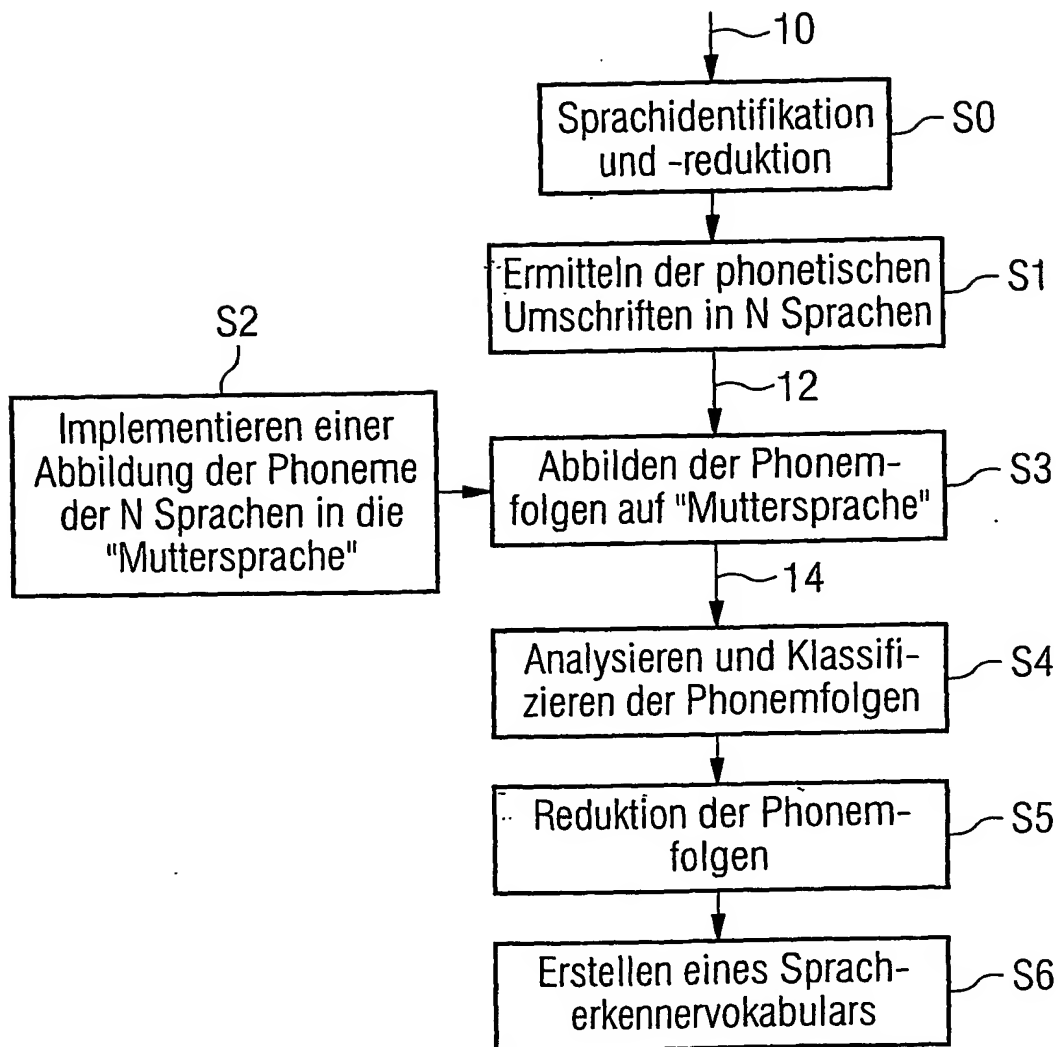 10
Sprachidentifikation
und -reduktion
S0
Ermitteln der phonetischen
Umschriften in N Sprachen
S1
S2
12
Implementieren einer
Abbildung der Phoneme
der N Sprachen in die
"Muttersprache"
Abbilden der Phonem-
folgen auf "Muttersprache"
S3
14
Analysieren und Klassifi-
zieren der Phonemfolgen
S4
Reduktion der Phonem-
folgen
S5
Erstellen eines Sprach-
erkennervokabulars
S6